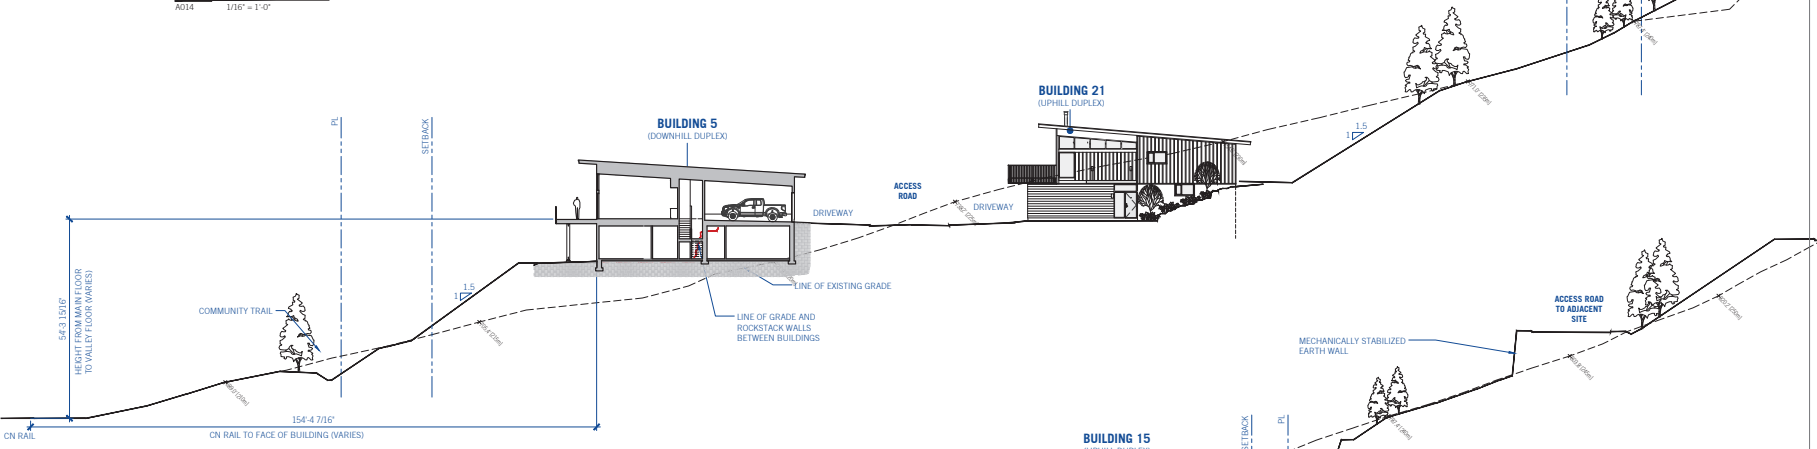 A014 1/16" = 1'-0"
BUILDING 21
(UPHILL DUPLEX)
1.5
1
PL
SETBACK
BUILDING 5
(DOWNHILL DUPLEX)
ACCESS
ROAD
DRIVEWAY
DRIVEWAY
1.5
1
LINE OF EXISTING GRADE
COMMUNITY TRAIL
LINE OF GRADE AND
ROCKSTACK WALLS
BETWEEN BUILDINGS
54'-3 15/16"
HEIGHT FROM MAIN FLOOR
TO VALLEY FLOOR (VARIES)
ACCESS ROAD
TO ADJACENT
SITE
MECHANICALLY STABILIZED
EARTH WALL
154'-4 7/16"
CN RAIL
CN RAIL TO FACE OF BUILDING (VARIES)
BUILDING 15
SETBACK
PL